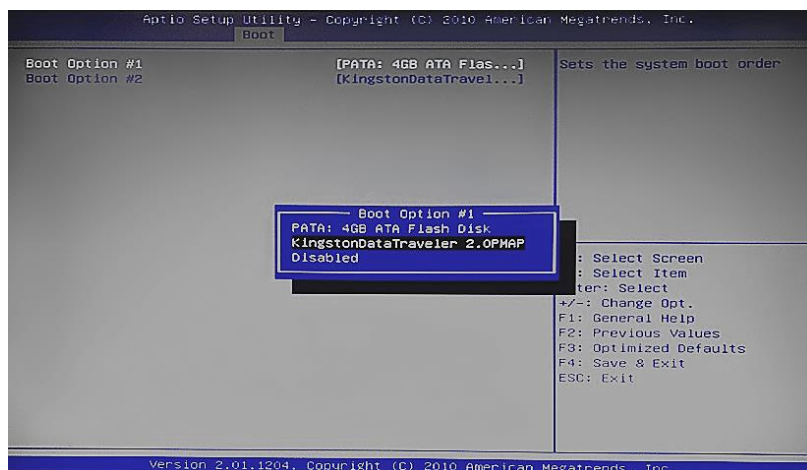 Aptio Setup Utility - Copyright (C) 2010 American Megatrends, Inc.
Boot
Boot Option #1 [PATA: 4GB ATA Flas...]
Boot Option #2 [KingstonDataTravel...]
Sets the system boot order
Boot Option #1
PATA: 4GB ATA Flash Disk
KingstonDataTraveler 2.0PMAP
Disabled
: Select Screen
: Select Item
ter: Select
+/-: Change Opt.
F1: General Help
F2: Previous Values
F3: Optimized Defaults
F4: Save & Exit
ESC: Exit
Version 2.01.1204. Copyright (C) 2010 American Megatrends, Inc.